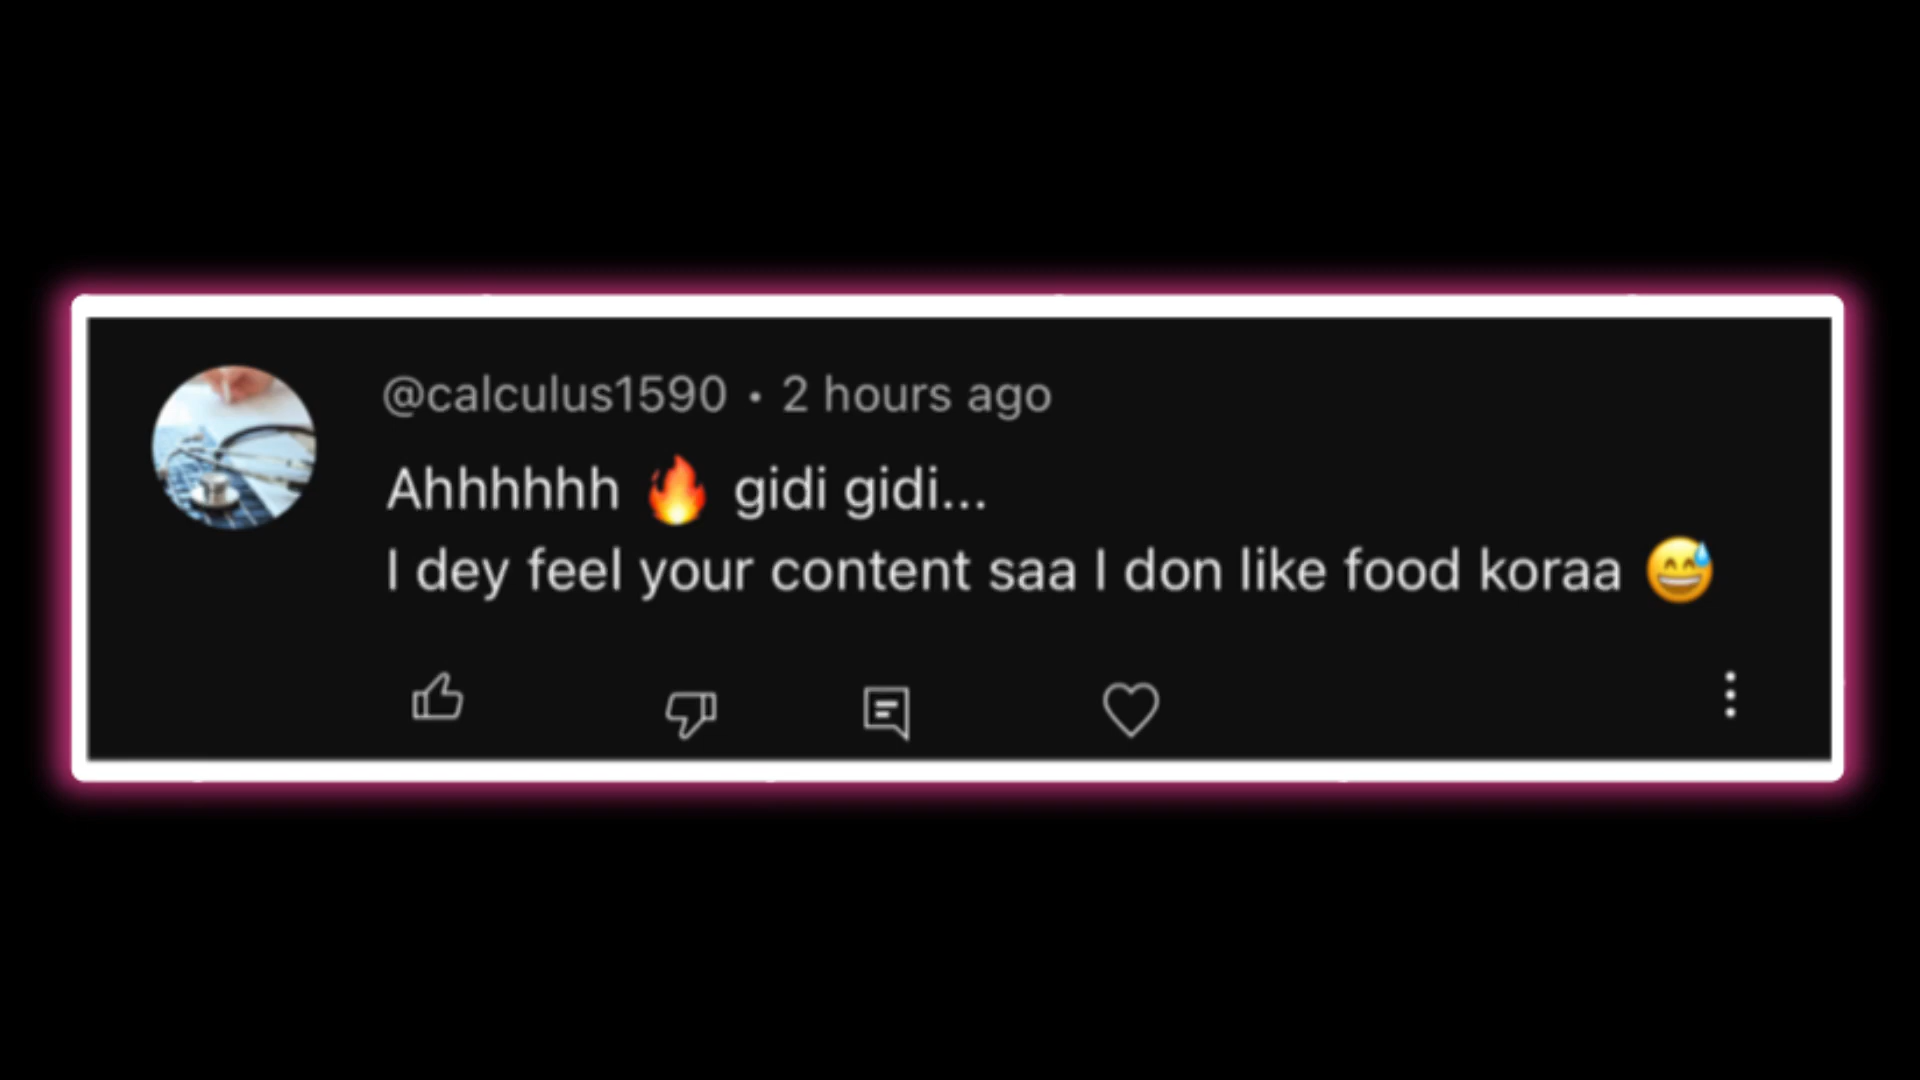 @calculus1590 • 2 hours ago
Ahhhhhh 🔥 gidi gidi...
I dey feel your content saa I don like food koraa 😅